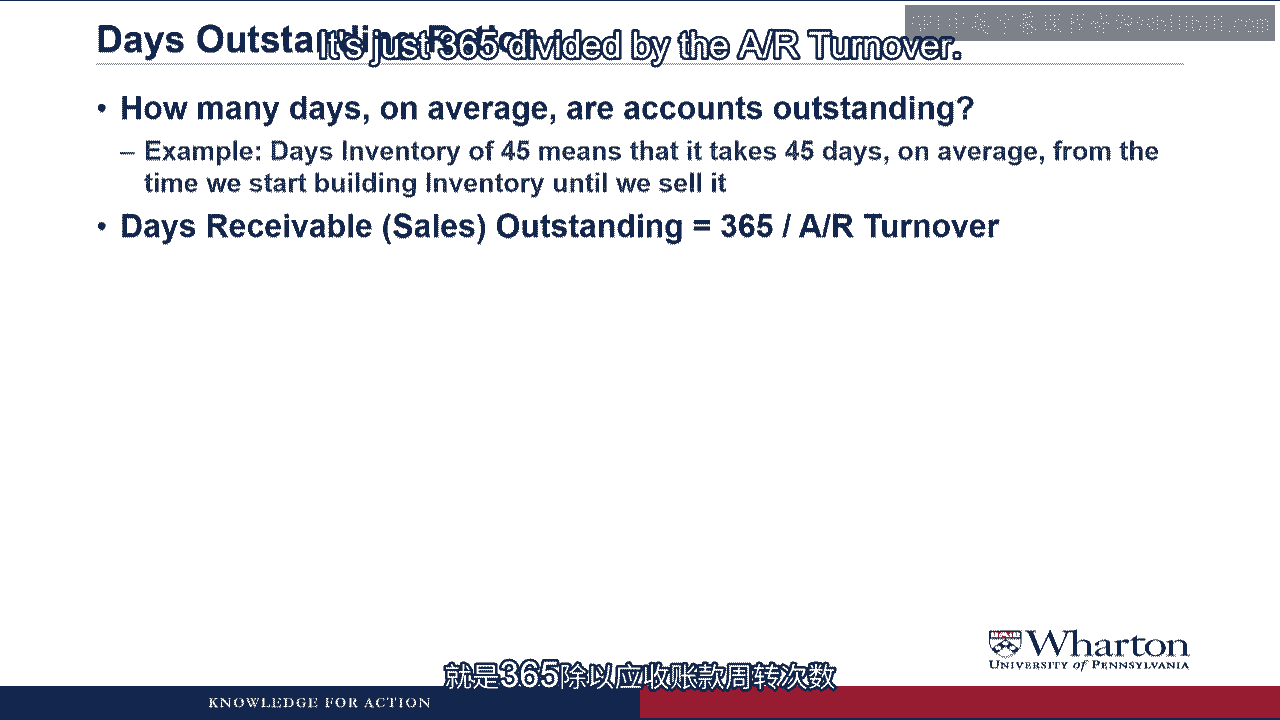 Days Outstanding Ratios
It's just 365 divided by the A/R Turnover.
• How many days, on average, are accounts outstanding?
– Example: Days Inventory of 45 means that it takes 45 days, on average, from the
time we start building Inventory until we sell it
• Days Receivable (Sales) Outstanding = 365 / A/R Turnover
Wharton
UNIVERSITY of PENNSYLVANIA
就是365除以应收账款周转次数
KNOWLEDGE FOR ACTION